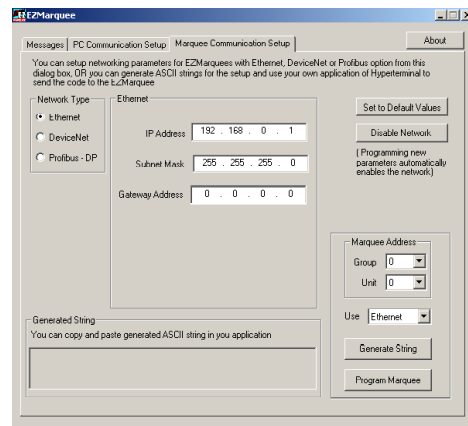 EZMarquee
About
Messages PC Communication Setup Marquee Communication Setup
You can setup networking parameters for EZMarquees with Ethernet, DeviceNet or Profibus option from this
dialog box, OR you can generate ASCII strings for the setup and use your own application of Hyperterminal to
send the code to the EZMarquee
Network Type
Ethernet
DeviceNet
Profibus - DP
Ethernet
IP Address 192 . 168 . 0 . 1
Subnet Mask 255 . 255 . 255 . 0
Gateway Address 0 . 0 . 0 . 0
Set to Default Values
Disable Network
( Programming new
parameters automatically
enables the network)
Marquee Address
Group 0
Unit 0
Use Ethernet
Generate String
Program Marquee
Generated String
You can copy and paste generated ASCII string in you application